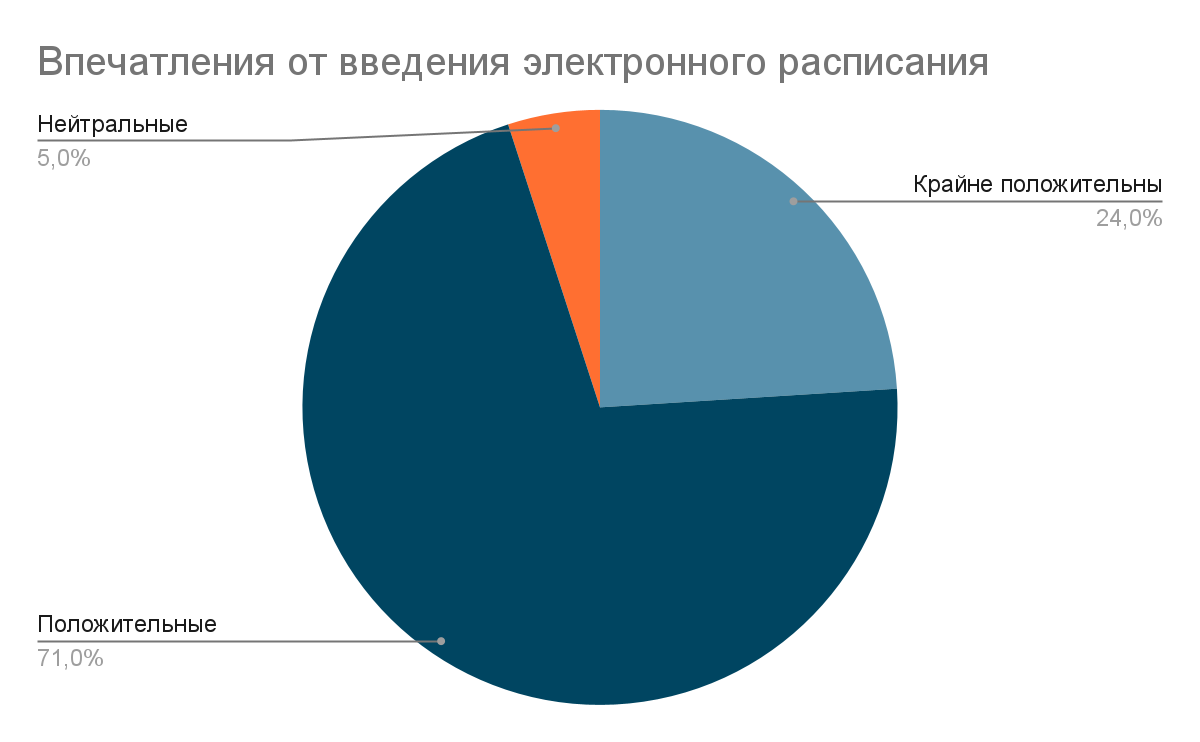 Впечатления от введения электронного расписания
Нейтральные
5,0%
Крайне положительны
24,0%
Положительные
71,0%